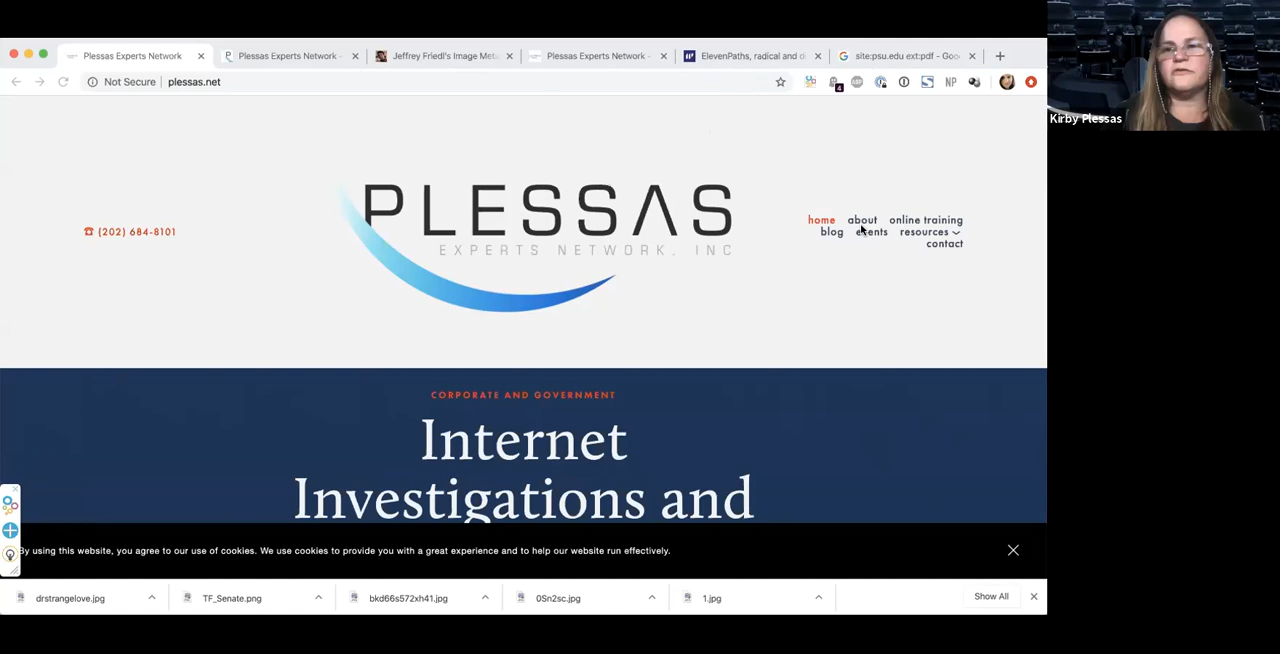 Plessas Experts Network
Plessas Experts Network -
Jeffrey Friedl's Image Meta
Plessas Experts Network -
ElevenPaths, radical and d
site:psu.edu ext:pdf - Goo
Not Secure
plessas.net
4
ABP
NP
Kirby Plessas
PLESSAS
EXPERTS NETWORK, INC
(202) 684-8101
home about online training
blog events resources
contact
CORPORATE AND GOVERNMENT
Internet
Investigations and
By using this website, you agree to our use of cookies. We use cookies to provide you with a great experience and to help our website run effectively.
drstrangelove.jpg
TF_Senate.png
bkd66s572xh41.jpg
0Sn2sc.jpg
1.jpg
Show All